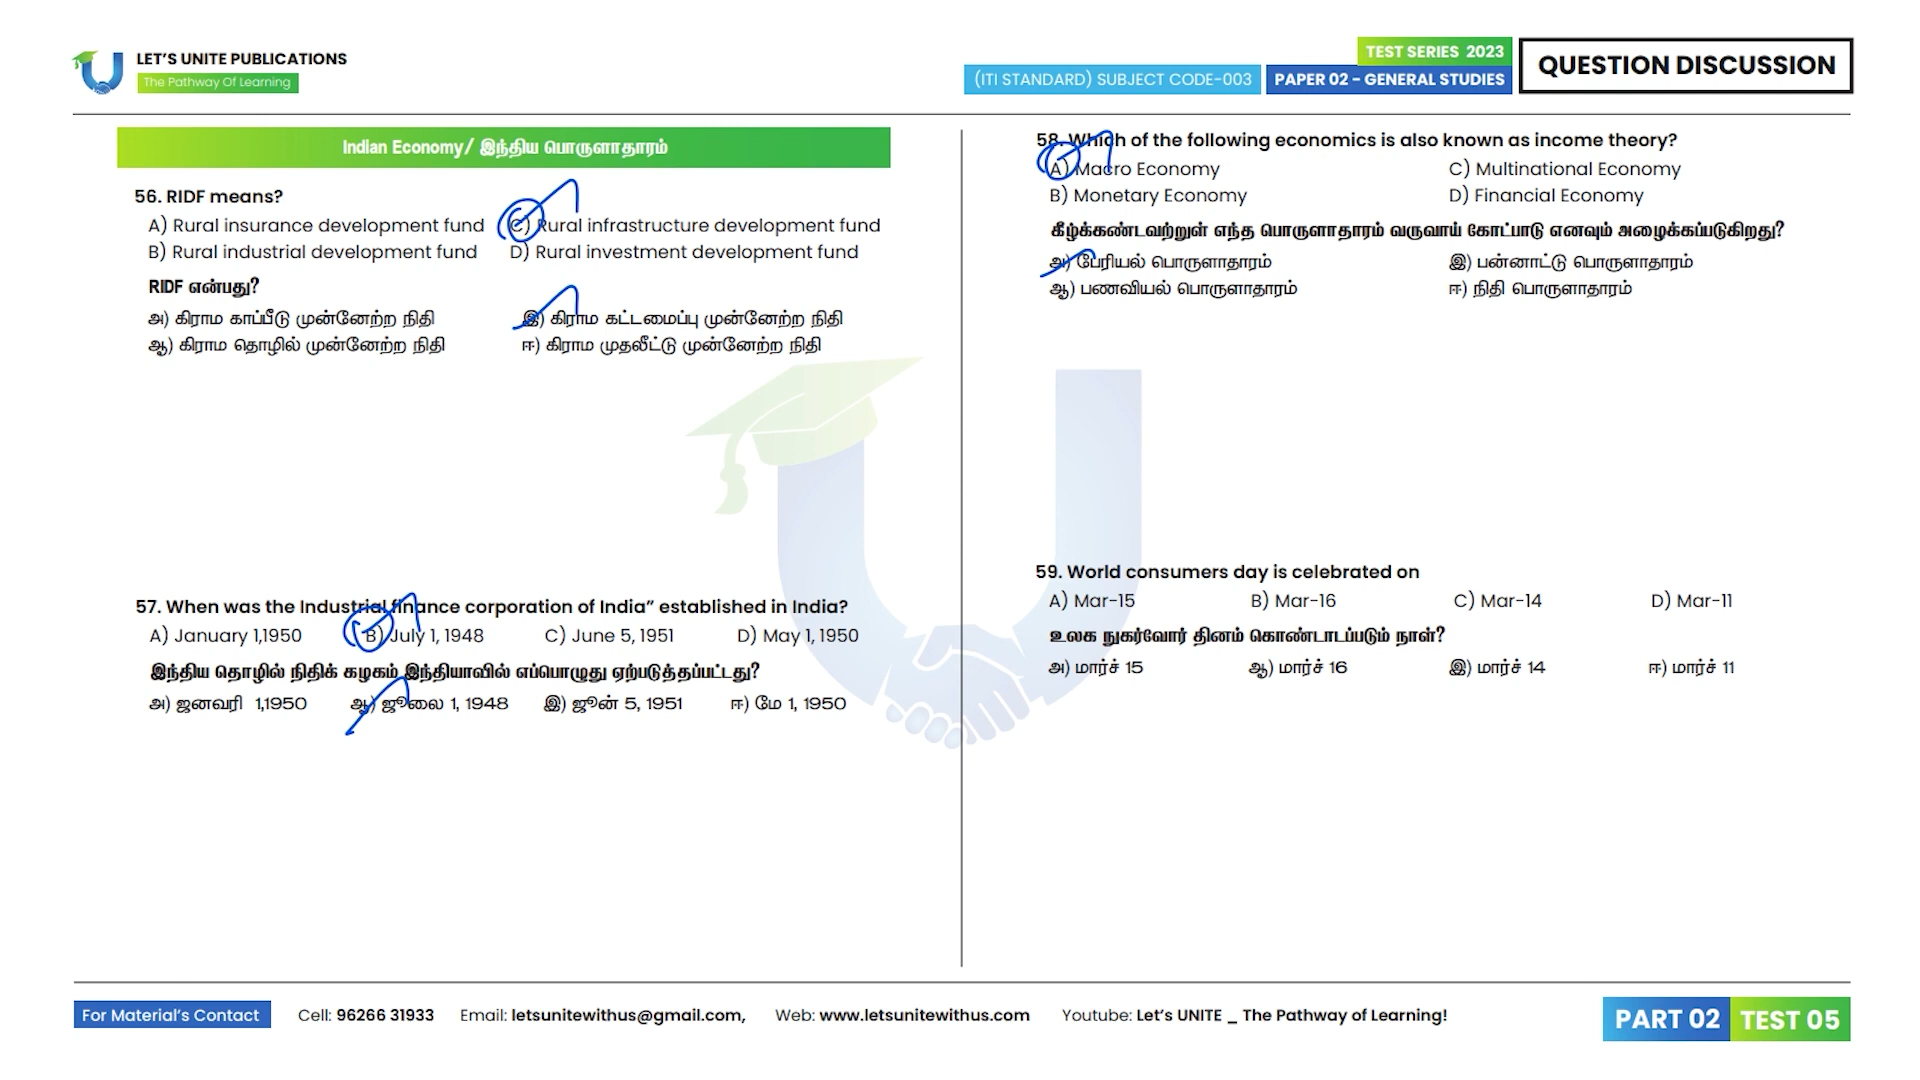 LET'S UNITE PUBLICATIONS
The Pathway Of Learning
TEST SERIES 2023
(ITI STANDARD) SUBJECT CODE-003
PAPER 02 - GENERAL STUDIES
QUESTION DISCUSSION
Indian Economy/ இந்திய பொருளாதாரம்
56. RIDF means?
A) Rural insurance development fund C) Rural infrastructure development fund
B) Rural industrial development fund D) Rural investment development fund
RIDF என்பது?
அ) கிராம காப்பீடு முன்னேற்ற நிதி இ) கிராம கட்டமைப்பு முன்னேற்ற நிதி
ஆ) கிராம தொழில் முன்னேற்ற நிதி ஈ) கிராம முதலீட்டு முன்னேற்ற நிதி
57. When was the Industrial finance corporation of India” established in India?
A) January 1,1950 B) July 1, 1948 C) June 5, 1951 D) May 1, 1950
இந்திய தொழில் நிதிக் கழகம் இந்தியாவில் எப்பொழுது ஏற்படுத்தப்பட்டது?
அ) ஜனவரி 1,1950 ஆ) ஜூலை 1, 1948 இ) ஜூன் 5, 1951 ஈ) மே 1, 1950
58. Which of the following economics is also known as income theory?
A) Macro Economy C) Multinational Economy
B) Monetary Economy D) Financial Economy
கீழ்க்கண்டவற்றுள் எந்த பொருளாதாரம் வருவாய் கோட்பாடு எனவும் அழைக்கப்படுகிறது?
அ) பேரியல் பொருளாதாரம் இ) பன்னாட்டு பொருளாதாரம்
ஆ) பணவியல் பொருளாதாரம் ஈ) நிதி பொருளாதாரம்
59. World consumers day is celebrated on
A) Mar-15 B) Mar-16 C) Mar-14 D) Mar-11
உலக நுகர்வோர் தினம் கொண்டாடப்படும் நாள்?
அ) மார்ச் 15 ஆ) மார்ச் 16 இ) மார்ச் 14 ஈ) மார்ச் 11
For Material's Contact Cell: 96266 31933 Email: letsunitewithus@gmail.com, Web: www.letsunitewithus.com Youtube: Let's UNITE _ The Pathway of Learning!
PART 02 TEST 05